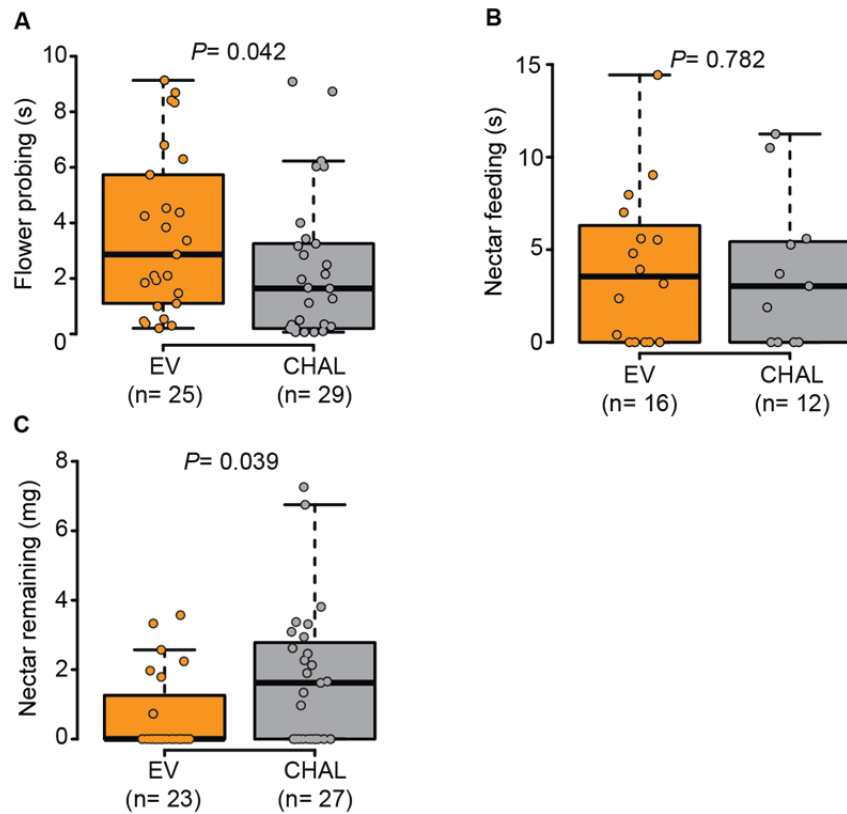 A
P= 0.042
10
8
6
4
2
0
Flower probing (s)
EV
CHAL
(n= 25)
(n= 29)
B
P= 0.782
15
10
5
0
Nectar feeding (s)
EV
CHAL
(n= 16)
(n= 12)
C
P= 0.039
8
6
4
2
0
Nectar remaining (mg)
EV
CHAL
(n= 23)
(n= 27)